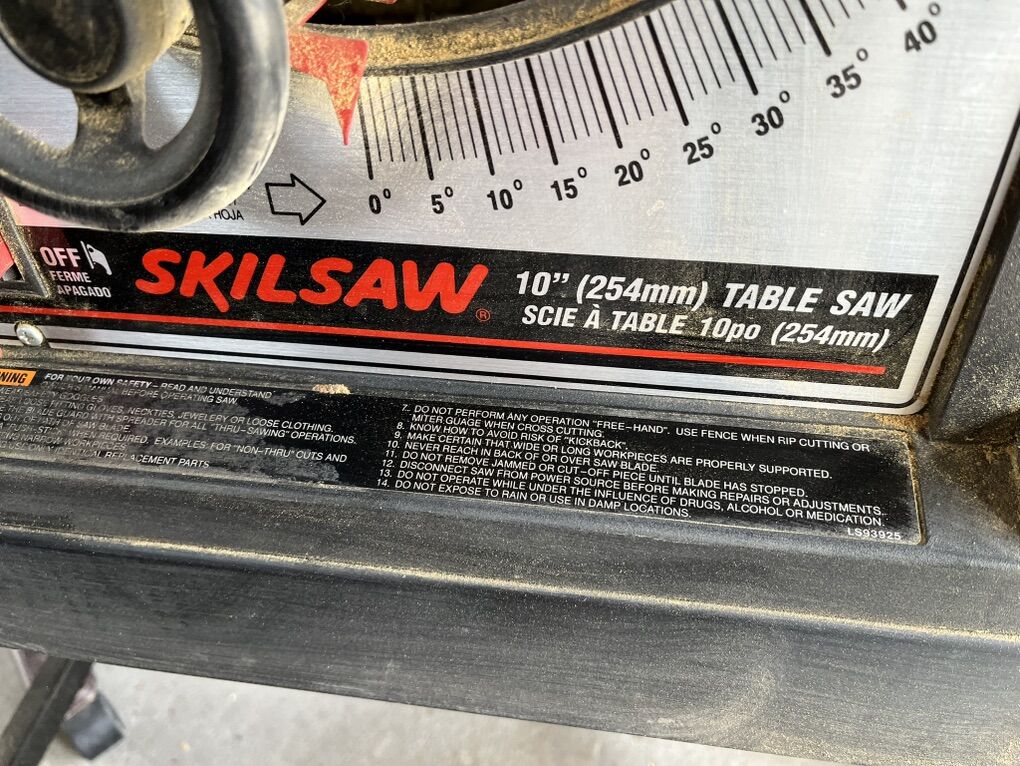 0° 5° 10° 15° 20° 25° 30° 35° 40°
HOJA
OFF
FERME
APAGADO
SKILSAW®
10” (254mm) TABLE SAW
SCIE À TABLE 10po (254mm)
NING FOR YOUR OWN SAFETY – READ AND UNDERSTAND
BEFORE OPERATING SAW.
NECKTIES, JEWELERY OR LOOSE CLOTHING.
BLADE GUARD WITH SPREADER FOR ALL "THRU-SAWING" OPERATIONS.
SAW BLADE.
WHEN REQUIRED. EXAMPLES, FOR "NON-THRU" CUTS AND
NARROW WORKPIECES
ONLY IDENTICAL REPLACEMENT PARTS
7. DO NOT PERFORM ANY OPERATION "FREE-HAND". USE FENCE WHEN RIP CUTTING OR
MITER GUAGE WHEN CROSS CUTTING.
8. KNOW HOW TO AVOID RISK OF "KICKBACK".
9. MAKE CERTAIN THAT WIDE OR LONG WORKPIECES ARE PROPERLY SUPPORTED.
10. NEVER REACH IN BACK OF OR OVER SAW BLADE.
11. DO NOT REMOVE JAMMED OR CUT-OFF PIECE UNTIL BLADE HAS STOPPED.
12. DISCONNECT SAW FROM POWER SOURCE BEFORE MAKING REPAIRS OR ADJUSTMENTS.
13. DO NOT OPERATE WHILE UNDER THE INFLUENCE OF DRUGS, ALCOHOL OR MEDICATION.
14. DO NOT EXPOSE TO RAIN OR USE IN DAMP LOCATIONS.
LS93925